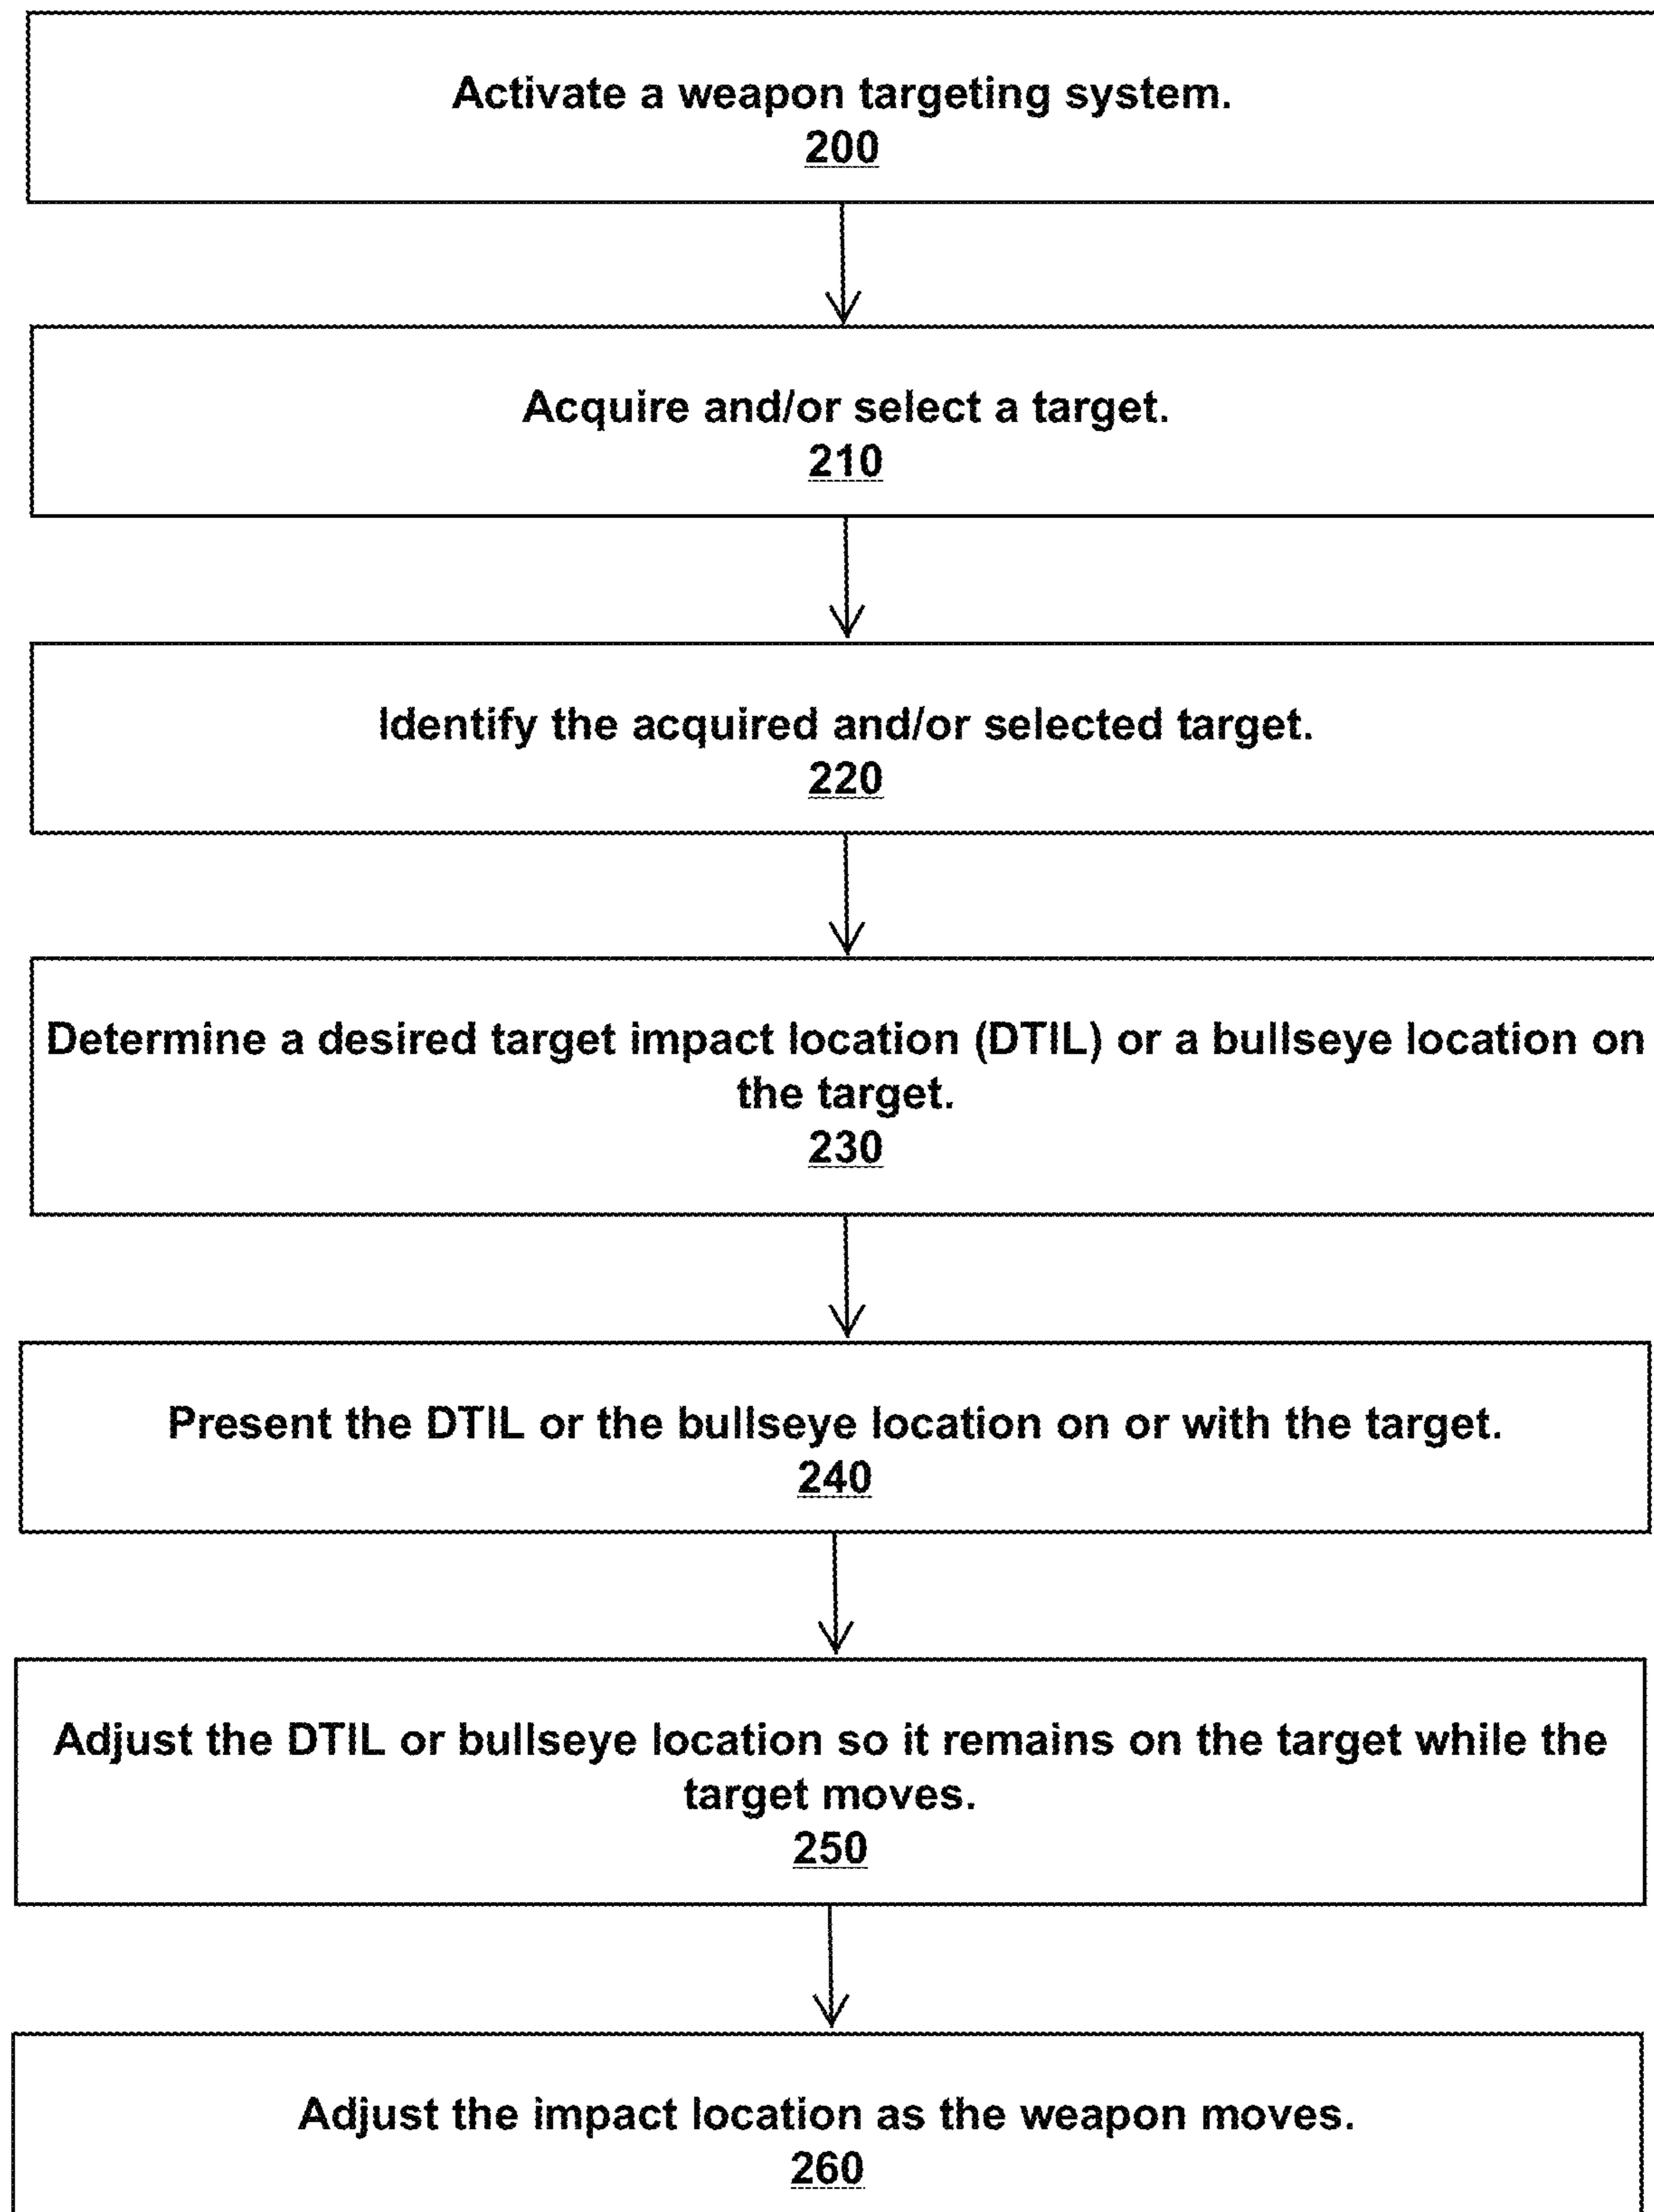 Activate a weapon targeting system.
200
Acquire and/or select a target.
210
Identify the acquired and/or selected target.
220
Determine a desired target impact location (DTIL) or a bullseye location on
the target.
230
Present the DTIL or the bullseye location on or with the target.
240
Adjust the DTIL or bullseye location so it remains on the target while the
target moves.
250
Adjust the impact location as the weapon moves.
260